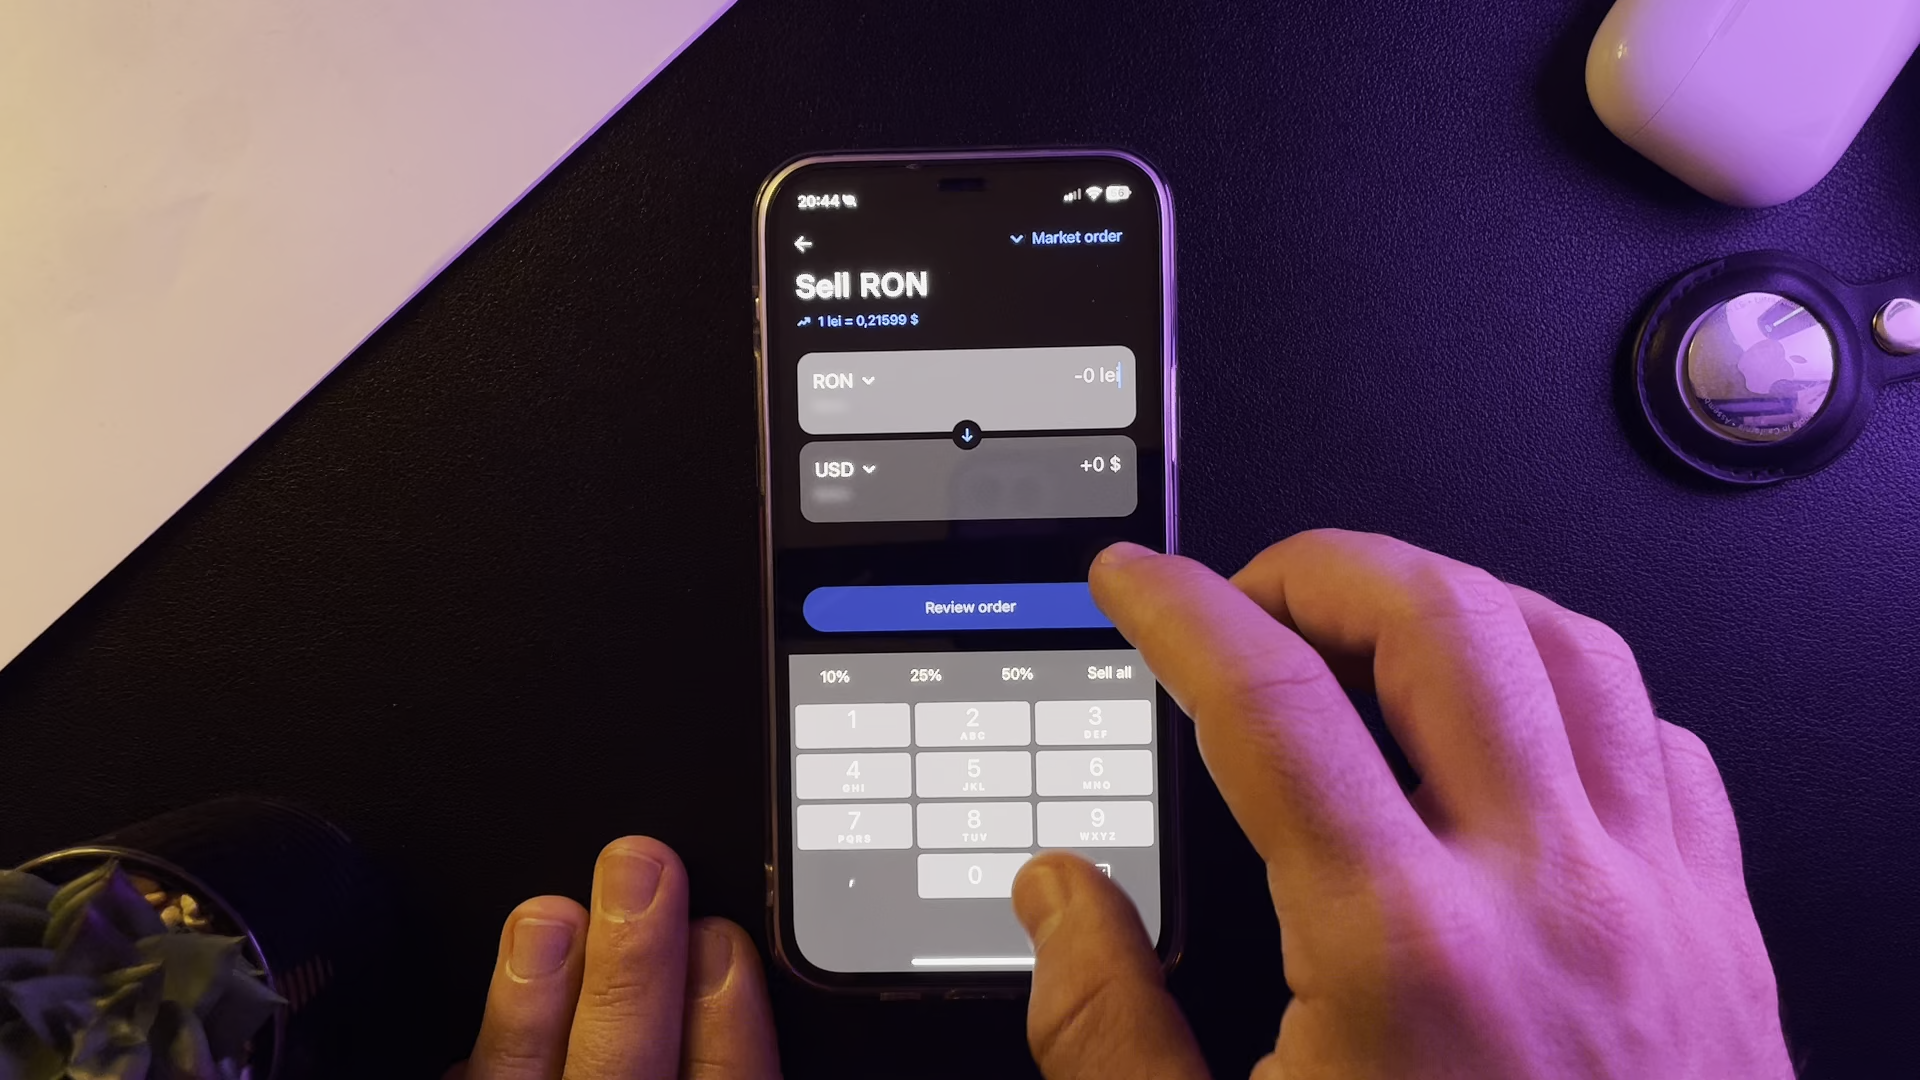 20:44
Market order
Sell RON
1 lei = 0,21599 $
RON
-0 lei
USD
+0 $
Review order
10% 25% 50% Sell all
1 2 3
ABC DEF
4 5 6
GHI JKL MNO
7 8 9
PQRS TUV WXYZ
, 0